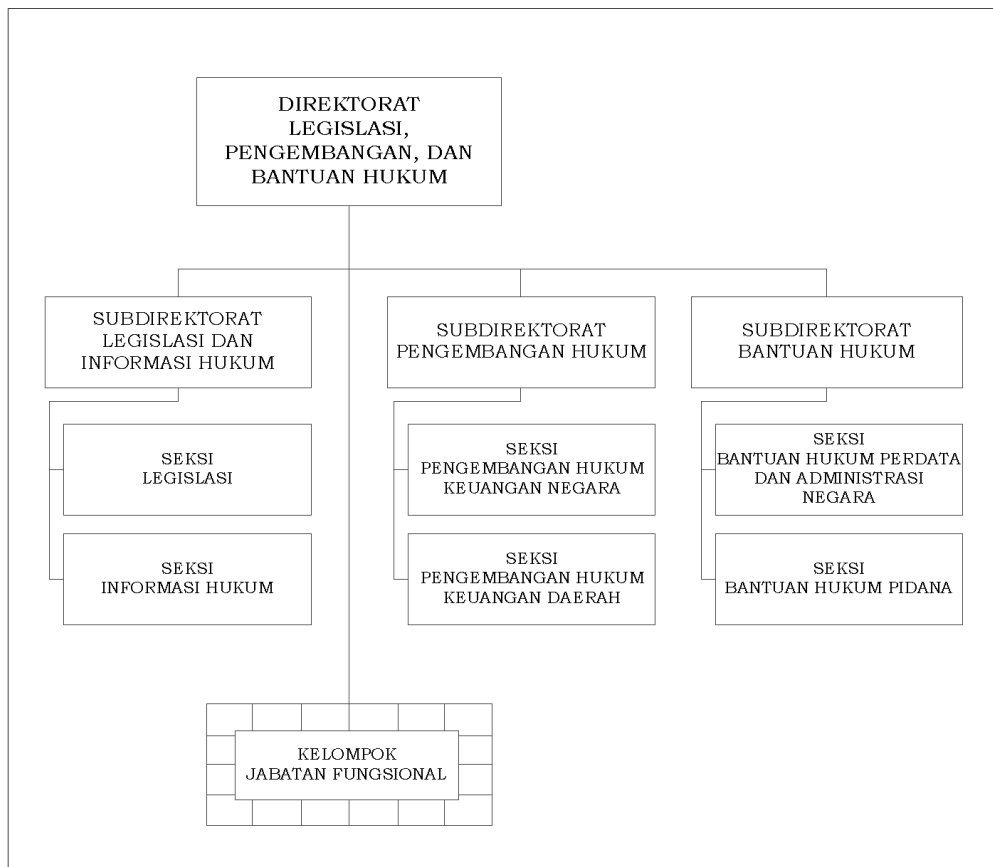 DIREKTORAT
LEGISLASI,
PENGEMBANGAN, DAN
BANTUAN HUKUM
SUBDIREKTORAT
LEGISLASI DAN
INFORMASI HUKUM
SUBDIREKTORAT
PENGEMBANGAN HUKUM
SUBDIREKTORAT
BANTUAN HUKUM
SEKSI
LEGISLASI
SEKSI
PENGEMBANGAN HUKUM
KEUANGAN NEGARA
SEKSI
BANTUAN HUKUM PERDATA
DAN ADMINISTRASI
NEGARA
SEKSI
INFORMASI HUKUM
SEKSI
PENGEMBANGAN HUKUM
KEUANGAN DAERAH
SEKSI
BANTUAN HUKUM PIDANA
KELOMPOK
JABATAN FUNGSIONAL